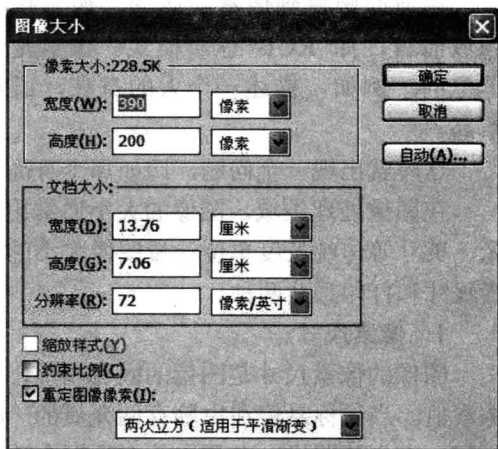 图像大小
像素大小:228.5K
确定
宽度(W): 390 像素
取消
高度(H): 200 像素
自动(A)...
文档大小:
宽度(D): 13.76 厘米
高度(G): 7.06 厘米
分辨率(R): 72 像素/英寸
缩放样式(Y)
约束比例(C)
重定图像像素(I):
两次立方（适用于平滑渐变）